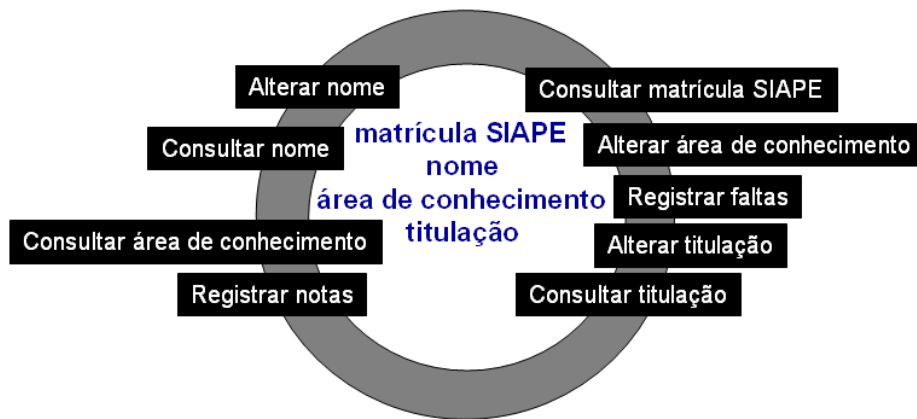 Alterar nome
Consultar nome
Consultar área de conhecimento
Registrar notas
matrícula SIAPE
nome
área de conhecimento
titulação
Consultar matrícula SIAPE
Alterar área de conhecimento
Registrar faltas
Alterar titulação
Consultar titulação